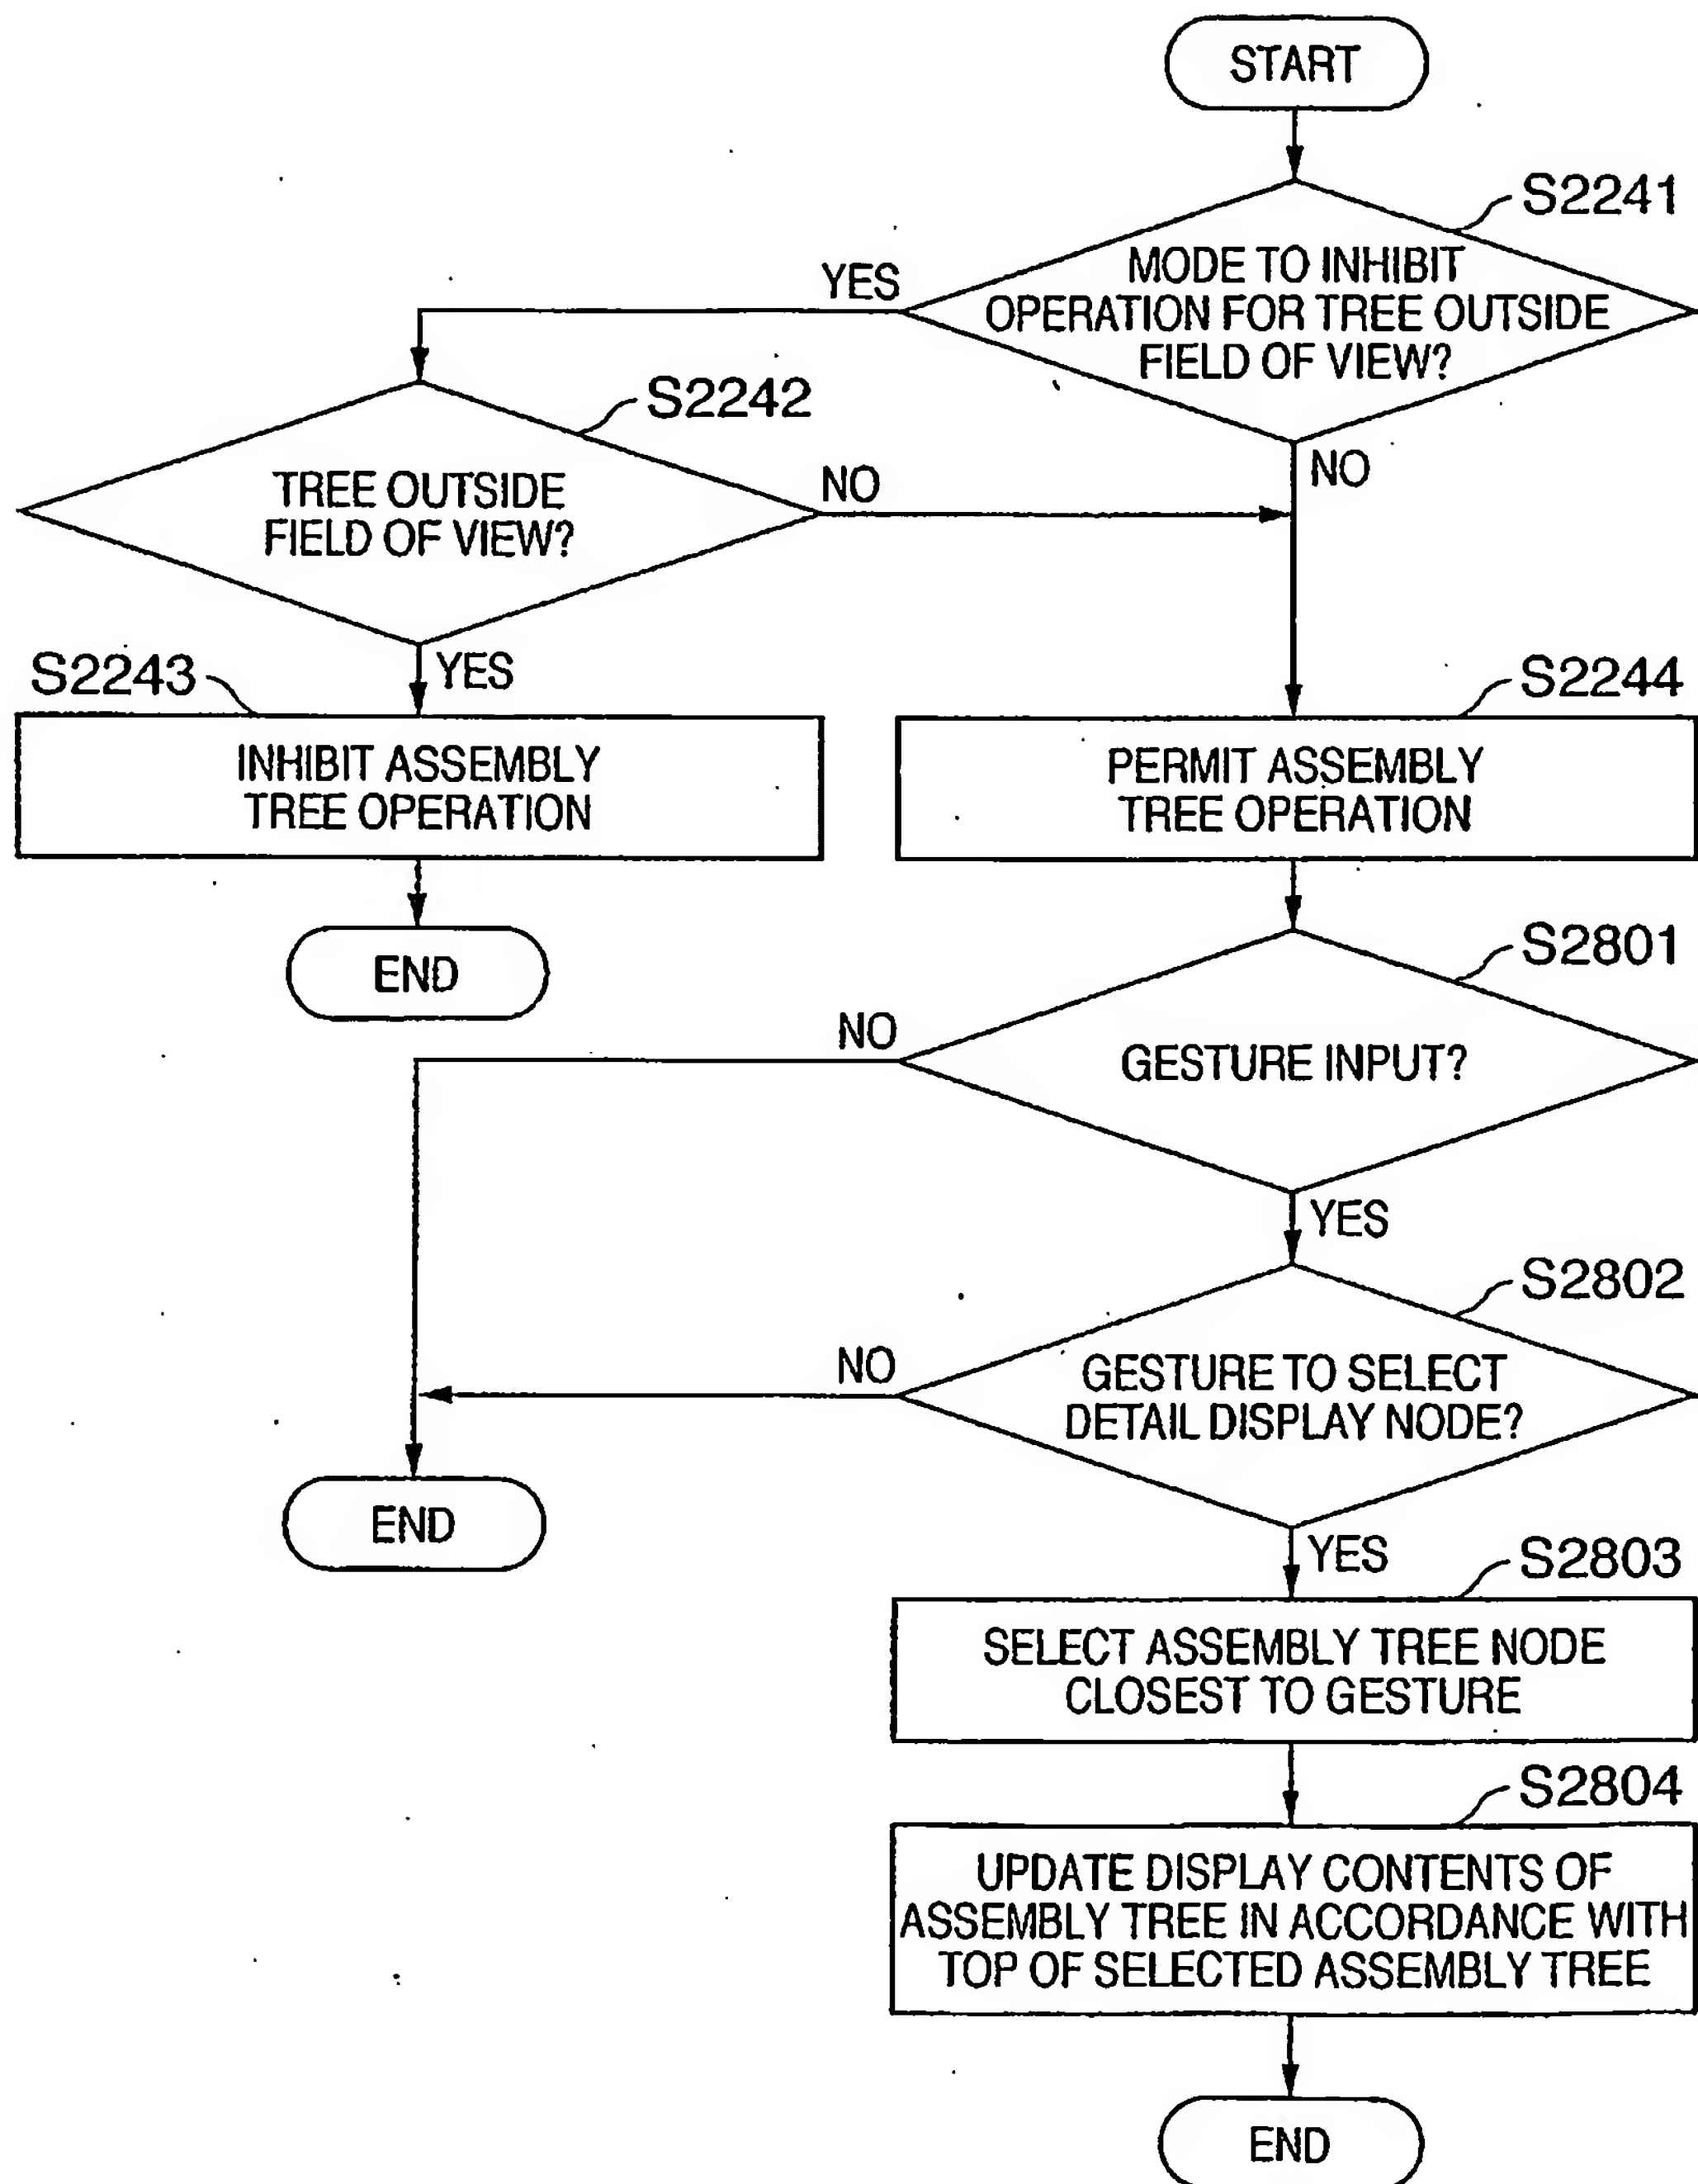 START
S2241
MODE TO INHIBIT
OPERATION FOR TREE OUTSIDE
FIELD OF VIEW?
YES
NO
S2242
TREE OUTSIDE
FIELD OF VIEW?
NO
YES
S2243
INHIBIT ASSEMBLY
TREE OPERATION
END
S2244
PERMIT ASSEMBLY
TREE OPERATION
S2801
GESTURE INPUT?
NO
YES
S2802
GESTURE TO SELECT
DETAIL DISPLAY NODE?
NO
END
YES
S2803
SELECT ASSEMBLY TREE NODE
CLOSEST TO GESTURE
S2804
UPDATE DISPLAY CONTENTS OF
ASSEMBLY TREE IN ACCORDANCE WITH
TOP OF SELECTED ASSEMBLY TREE
END